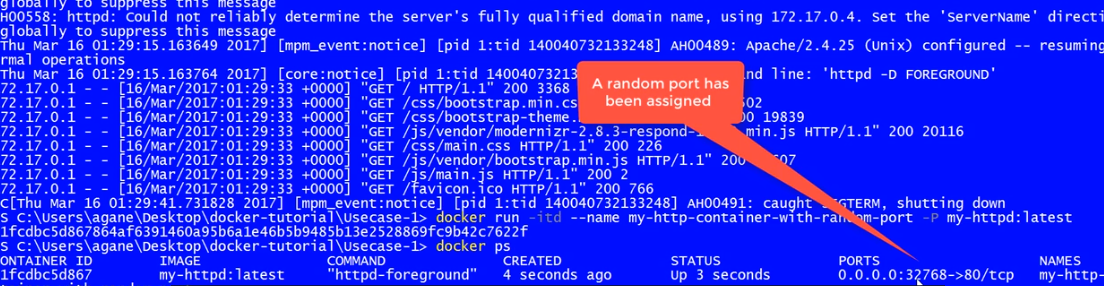 globally to suppress this message
H00558: httpd: Could not reliably determine the server's fully qualified domain name, using 172.17.0.4. Set the 'ServerName' directi
globally to suppress this message
Thu Mar 16 01:29:15.163649 2017] [mpm_event:notice] [pid 1:tid 140040732133248] AH00489: Apache/2.4.25 (Unix) configured -- resuming
rmal operations
Thu Mar 16 01:29:15.163764 2017] [core:notice] [pid 1:tid 1400407321 nd line: 'httpd -D FOREGROUND'
72.17.0.1 - - [16/Mar/2017:01:29:33 +0000] "GET / HTTP/1.1" 200 3368
72.17.0.1 - - [16/Mar/2017:01:29:33 +0000] "GET /css/bootstrap.min.cs 602
72.17.0.1 - - [16/Mar/2017:01:29:33 +0000] "GET /css/bootstrap-theme. 00 19839
72.17.0.1 - - [16/Mar/2017:01:29:33 +0000] "GET /js/vendor/modernizr-2.8.3-respond-1 .min.js HTTP/1.1" 200 20116
72.17.0.1 - - [16/Mar/2017:01:29:33 +0000] "GET /css/main.css HTTP/1.1" 200 226
72.17.0.1 - - [16/Mar/2017:01:29:33 +0000] "GET /js/vendor/bootstrap.min.js HTTP/1.1" 200 607
72.17.0.1 - - [16/Mar/2017:01:29:33 +0000] "GET /js/main.js HTTP/1.1" 200 2
72.17.0.1 - - [16/Mar/2017:01:29:33 +0000] "GET /favicon.ico HTTP/1.1" 200 766
C[Thu Mar 16 01:29:41.731828 2017] [mpm_event:notice] [pid 1:tid 140040732133248] AH00491: caught SIGTERM, shutting down
S C:\Users\agane\Desktop\docker-tutorial\Usecase-1> docker run -itd --name my-http-container-with-random-port -P my-httpd:latest
1fcdbc5d867864af6391460a95b6a1e46b5b9485b13e2528869fc9b42c7622f
S C:\Users\agane\Desktop\docker-tutorial\Usecase-1> docker ps
ONTAINER ID IMAGE COMMAND CREATED STATUS PORTS NAMES
1fcdbc5d867 my-httpd:latest "httpd-foreground" 4 seconds ago Up 3 seconds 0.0.0.0:32768->80/tcp my-http-
A random port has
been assigned